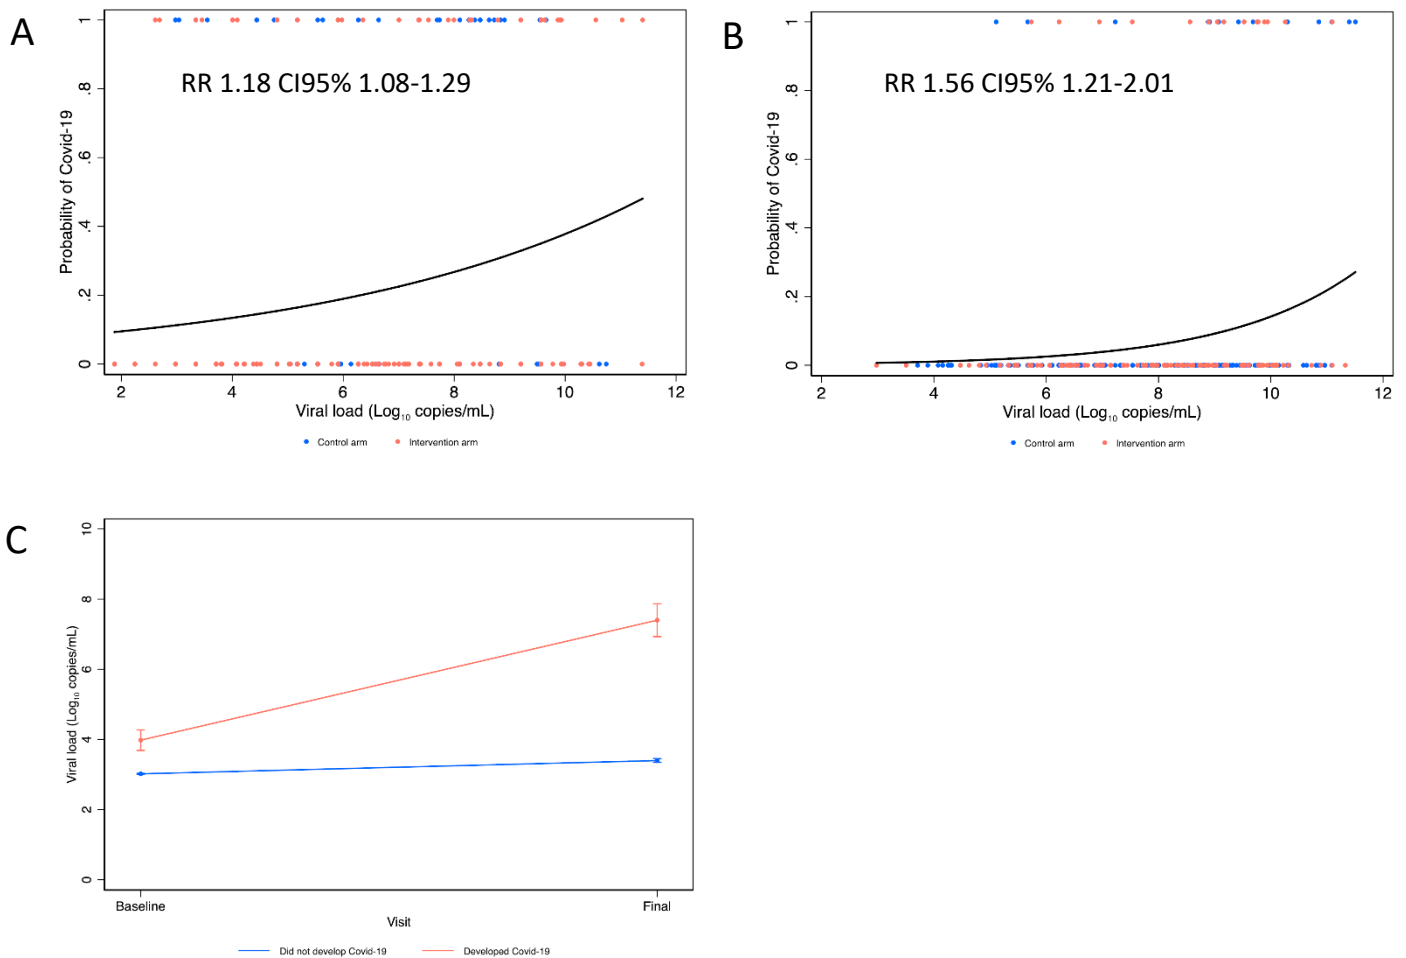 A
RR 1.18 CI95% 1.08-1.29
Probability of Covid-19
1
.8
.6
.4
.2
0
2 4 6 8 10 12
Viral load (Log₁₀ copies/mL)
Control arm Intervention arm
B
RR 1.56 CI95% 1.21-2.01
Probability of Covid-19
1
.8
.6
.4
.2
0
2 4 6 8 10 12
Viral load (Log₁₀ copies/mL)
Control arm Intervention arm
C
Viral load (Log₁₀ copies/mL)
10
8
6
4
2
0
Baseline Final
Visit
Did not develop Covid-19 Developed Covid-19